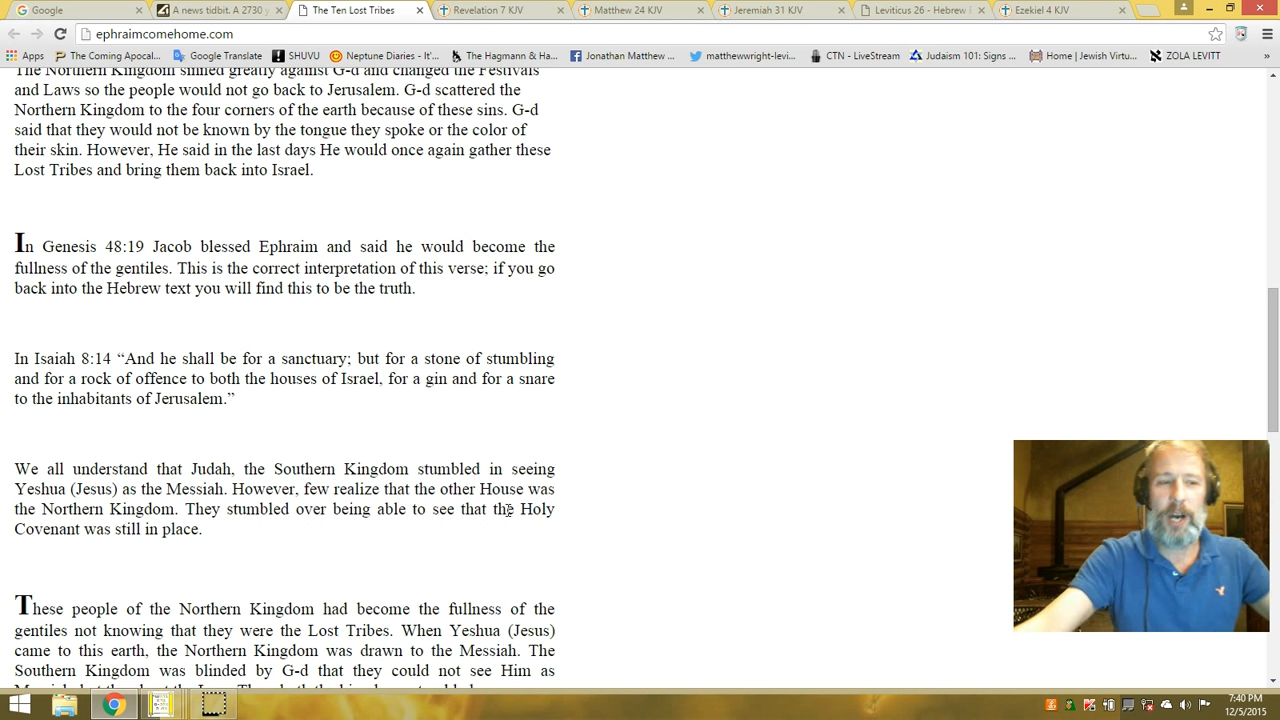 Google
A news tidbit. A 2730 y
The Ten Lost Tribes
Revelation 7 KJV
Matthew 24 KJV
Jeremiah 31 KJV
Leviticus 26 - Hebrew
Ezekiel 4 KJV
ephraimcomehome.com
Apps
The Coming Apocal...
Google Translate
SHUVU
Neptune Diaries - It'...
The Hagmann & Ha...
Jonathan Matthew ...
matthewwright-levi...
CTN - LiveStream
Judaism 101: Signs ...
Home | Jewish Virtu...
ZOLA LEVITT
»
The Northern Kingdom sinned greatly against G-d and changed the Festivals
and Laws so the people would not go back to Jerusalem. G-d scattered the
Northern Kingdom to the four corners of the earth because of these sins. G-d
said that they would not be known by the tongue they spoke or the color of
their skin. However, He said in the last days He would once again gather these
Lost Tribes and bring them back into Israel.
In Genesis 48:19 Jacob blessed Ephraim and said he would become the
fullness of the gentiles. This is the correct interpretation of this verse; if you go
back into the Hebrew text you will find this to be the truth.
In Isaiah 8:14 “And he shall be for a sanctuary; but for a stone of stumbling
and for a rock of offence to both the houses of Israel, for a gin and for a snare
to the inhabitants of Jerusalem.”
We all understand that Judah, the Southern Kingdom stumbled in seeing
Yeshua (Jesus) as the Messiah. However, few realize that the other House was
the Northern Kingdom. They stumbled over being able to see that the Holy
Covenant was still in place.
These people of the Northern Kingdom had become the fullness of the
gentiles not knowing that they were the Lost Tribes. When Yeshua (Jesus)
came to this earth, the Northern Kingdom was drawn to the Messiah. The
Southern Kingdom was blinded by G-d that they could not see Him as
7:40 PM
12/5/2015